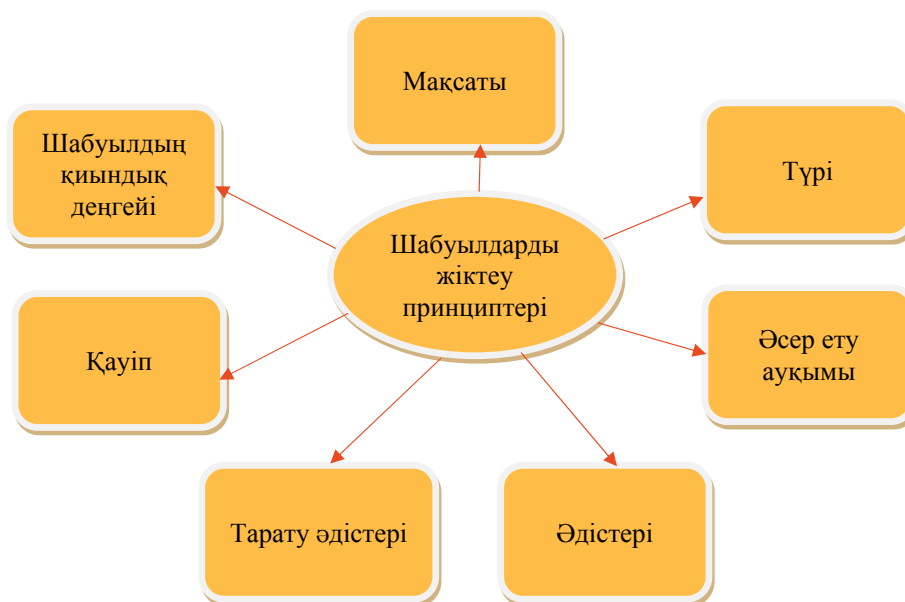 Мақсаты
Шабуылдың
қиындық
деңгейі
Түрі
Шабуылдарды
жіктеу
принциптері
Қауіп
Әсер ету
ауқымы
Тарату әдістері
Әдістері